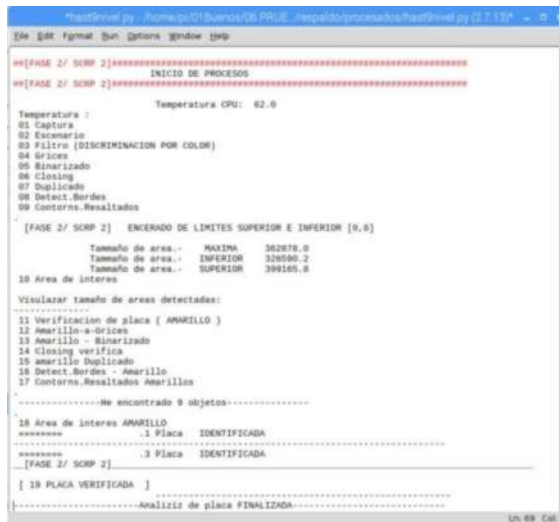 *hast9nivel.py - /home/pi/01Buenos/06 PRUE.../respaldo/procesados/hast9nivel.py (2.7.13)*
File Edit Format Run Options Window Help
##[FASE 2/ SCRP 2]####################################################################
INICIO DE PROCESOS
##[FASE 2/ SCRP 2]####################################################################
Temperatura CPU: 62.0
Temperatura :
01 Captura
02 Escenario
03 Filtro (DISCRIMINACION POR COLOR)
04 Grices
05 Binarizado
06 Closing
07 Duplicado
08 Detect.Bordes
09 Contorns.Resaltados
.
[FASE 2/ SCRP 2] ENCERADO DE LIMITES SUPERIOR E INFERIOR [0,0]
Tammaño de area.- MAXIMA 362878.0
Tammaño de area.- INFERIOR 326590.2
Tammaño de area.- SUPERIOR 399165.8
10 Area de interes
Visulazar tamaño de areas detectadas:
--------------
11 Verificacion de placa ( AMARILLO )
12 Amarillo-a-Grices
13 Amarillo - Binarizado
14 Closing verifica
15 amarillo Duplicado
16 Detect.Bordes - Amarillo
17 Contorns.Resaltados Amarillos
.
---------------He encontrado 9 objetos---------------
.
18 Area de interes AMARILLO
======== .1 Placa IDENTIFICADA
--------------------------------------------------------------------------------
======== .3 Placa IDENTIFICADA
__[FASE 2/ SCRP 2]______________________________________________________________
[ 19 PLACA VERIFICADA ]
------------------------------------------------------
------------------------Analiziz de placa FINALIZADA----------------------------
Ln: 69 Col: